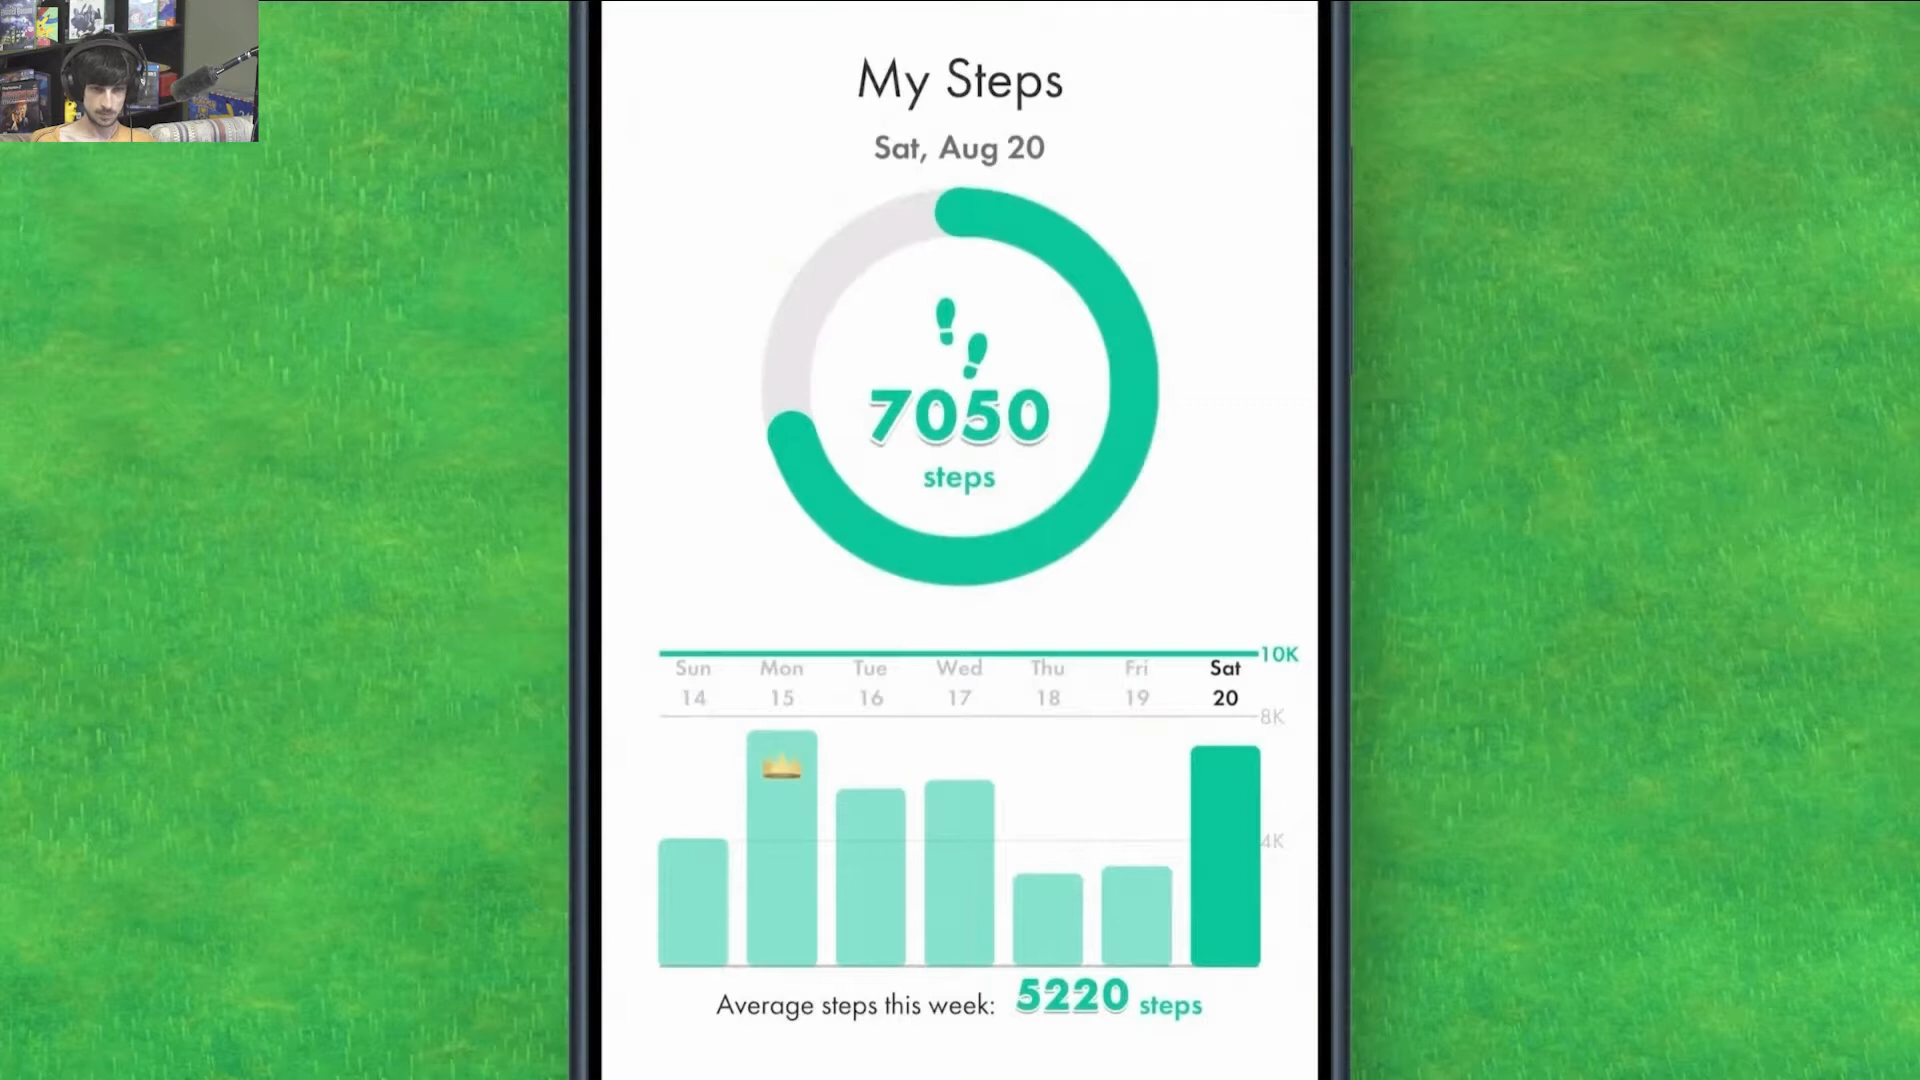 My Steps
Sat, Aug 20
7050
steps
10K
Sun Mon Tue Wed Thu Fri Sat
14 15 16 17 18 19 20
8K
4K
Average steps this week: 5220 steps